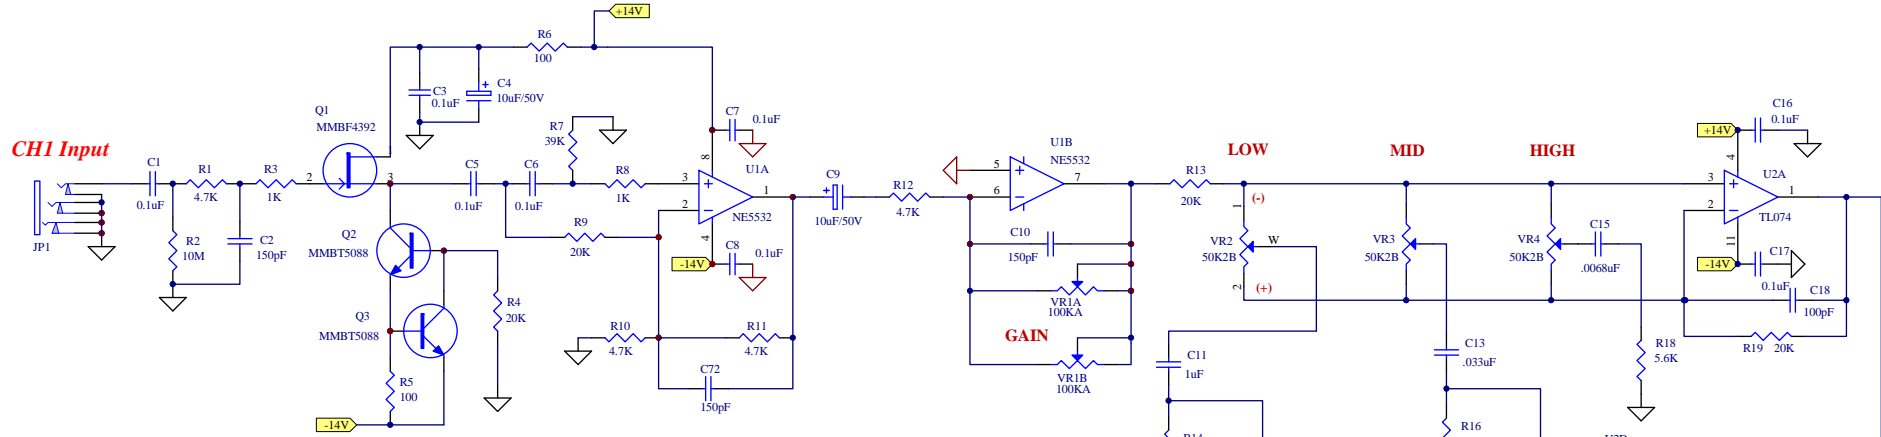 +14V
R6
100
C3
0.1uF
C4
+
10uF/50V
Q1
MMBF4392
C7
0.1uF
R7
39K
C16
0.1uF
+14V
CH1 Input
C1
0.1uF
R1
4.7K
R3
1K
2
1
3
C5
0.1uF
C6
0.1uF
R8
1K
8
U1A
3
2
1
4
NE5532
C9
+
10uF/50V
R12
4.7K
U1B
NE5532
5
6
7
R13
20K
LOW
MID
HIGH
(-)
1
4
U2A
3
2
1
11
TL074
JP1
R2
10M
C2
150pF
Q2
MMBT5088
R9
20K
-14V
C8
0.1uF
C10
150pF
VR2
50K2B
W
2
(+)
VR3
50K2B
VR4
50K2B
C15
.0068uF
-14V
C17
0.1uF
C18
100pF
R4
20K
VR1A
100KA
GAIN
Q3
MMBT5088
R10
4.7K
R11
4.7K
C72
150pF
VR1B
100KA
C11
1uF
C13
.033uF
R18
5.6K
R19
20K
R5
100
-14V
R14
R16